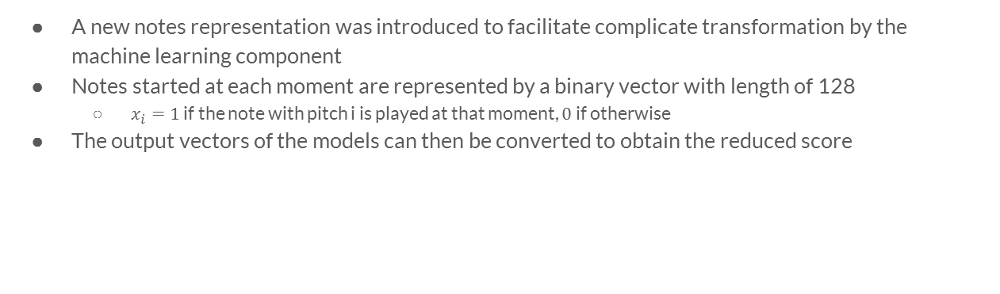 ● A new notes representation was introduced to facilitate complicate transformation by the
machine learning component
● Notes started at each moment are represented by a binary vector with length of 128
○ xᵢ = 1 if the note with pitch i is played at that moment, 0 if otherwise
● The output vectors of the models can then be converted to obtain the reduced score